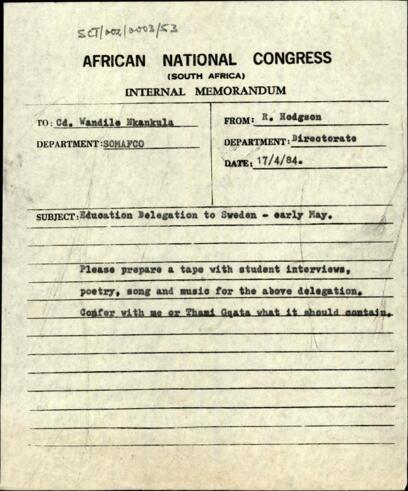 SCT/002/0003/53
AFRICAN NATIONAL CONGRESS
(SOUTH AFRICA)
INTERNAL MEMORANDUM
TO: Cd. Wandile Nkankula
DEPARTMENT: SOMAFCO
FROM: R. Hodgson
DEPARTMENT: Directorate
DATE: 17/4/84.
SUBJECT: Education Delegation to Sweden - early May.
Please prepare a tape with student interviews,
poetry, song and music for the above delegation.
Confer with me or Thami Gqata what it should contain.